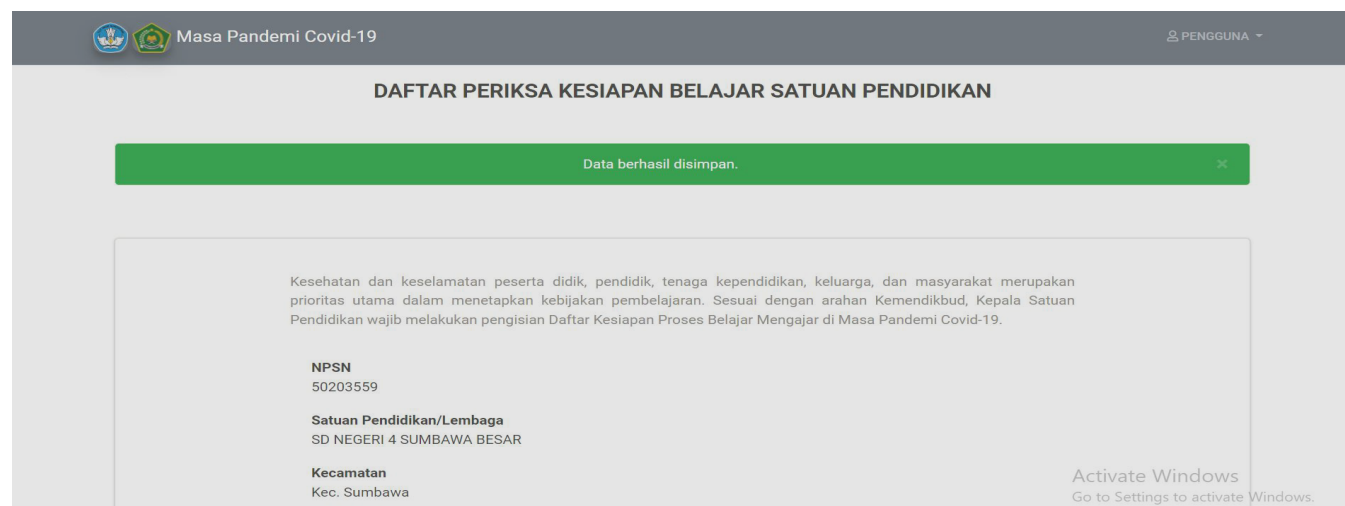 Masa Pandemi Covid-19
PENGGUNA
DAFTAR PERIKSA KESIAPAN BELAJAR SATUAN PENDIDIKAN
Data berhasil disimpan.
×
Kesehatan dan keselamatan peserta didik, pendidik, tenaga kependidikan, keluarga, dan masyarakat merupakan
prioritas utama dalam menetapkan kebijakan pembelajaran. Sesuai dengan arahan Kemendikbud, Kepala Satuan
Pendidikan wajib melakukan pengisian Daftar Kesiapan Proses Belajar Mengajar di Masa Pandemi Covid-19.
NPSN
50203559
Satuan Pendidikan/Lembaga
SD NEGERI 4 SUMBAWA BESAR
Kecamatan
Kec. Sumbawa
Activate Windows
Go to Settings to activate Windows.